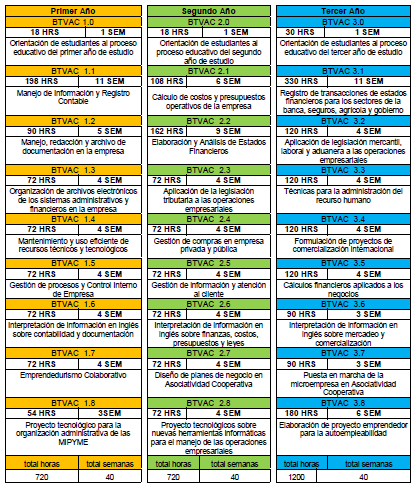 Primer Año
BTVAC 1.0
18 HRS 1 SEM
Orientación de estudiantes al proceso
educativo del primer año de estudio
BTVAC 1.1
198 HRS 11 SEM
Manejo de Información y Registro
Contable
BTVAC 1.2
90 HRS 5 SEM
Manejo, redacción y archivo de
documentación en la empresa
BTVAC 1.3
72 HRS 4 SEM
Organización de archivos electrónicos
de los sistemas administrativos y
financieros en la empresa
BTVAC 1.4
72 HRS 4 SEM
Mantenimiento y uso eficiente de
recursos técnicos y tecnológicos
BTVAC 1.5
72 HRS 4 SEM
Gestión de procesos y Control Interno
de Empresa
BTVAC 1.6
72 HRS 4 SEM
Interpretación de información en inglés
sobre contabilidad y documentación
BTVAC 1.7
72 HRS 4 SEM
Emprendedurismo Colaborativo
BTVAC 1.8
54 HRS 3SEM
Proyecto tecnológico para la
organización administrativa de las
MIPYME
total horas total semanas
720 40
Segundo Año
BTVAC 2.0
18 HRS 1 SEM
Orientación de estudiantes al
proceso educativo del segundo
año de estudio
BTVAC 2.1
108 HRS 6 SEM
Cálculo de costos y presupuestos
operativos de la empresa
BTVAC 2.2
162 HRS 9 SEM
Elaboración y Análisis de Estados
Financieros
BTVAC 2.3
72 HRS 4 SEM
Aplicación de la legislación
tributaria a las operaciones
empresariales
BTVAC 2.4
72 HRS 4 SEM
Gestión de compras en empresa
privada y pública
BTVAC 2.5
72 HRS 4 SEM
Gestión de información y atención
al cliente
BTVAC 2.6
72 HRS 4 SEM
Interpretación de información en
inglés sobre finanzas, costos,
presupuestos y leyes
BTVAC 2.7
72 HRS 4 SEM
Diseño de planes de negocio en
Asociatividad Cooperativa
BTVAC 2.8
72 HRS 4 SEM
Proyecto tecnológicos sobre
nuevas herramientas informáticas
para el manejo de las operaciones
empresariales
total horas total semanas
720 40
Tercer Año
BTVAC 3.0
30 HRS 1 SEM
Orientación de estudiantes al proceso
educativo del tercer año de estudio
BTVAC 3.1
330 HRS 11 SEM
Registro de transacciones de estados
financieros para los sectores de la
banca, seguros, agrícola y gobierno
BTVAC 3.2
120 HRS 4 SEM
Aplicación de legislación mercantil,
laboral y aduanera a las operaciones
empresariales
BTVAC 3.3
120 HRS 4 SEM
Técnicas para la administración del
recurso humano
BTVAC 3.4
120 HRS 4 SEM
Formulación de proyectos de
comercialización internacional
BTVAC 3.5
120 HRS 4 SEM
Cálculos financieros aplicados a los
negocios
BTVAC 3.6
90 HRS 3 SEM
Interpretación de información en
inglés sobre mercadeo y
comercialización
BTVAC 3.7
90 HRS 3 SEM
Puesta en marcha de la
microempresa en Asociatividad
Cooperativa
BTVAC 3.8
180 HRS 6 SEM
Elaboración de proyecto emprendedor
para la autoempleabilidad
total horas total semanas
1200 40